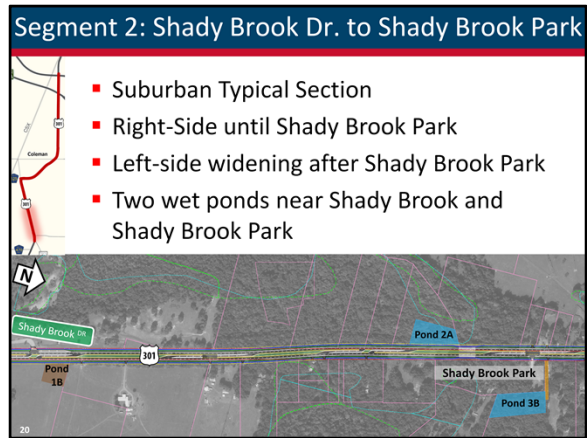 Segment 2: Shady Brook Dr. to Shady Brook Park
Suburban Typical Section
Right-Side until Shady Brook Park
Left-side widening after Shady Brook Park
Two wet ponds near Shady Brook and
Shady Brook Park
301
Coleman
301
N
Shady Brook DR
301
Pond
1B
Pond 2A
Shady Brook Park
Pond 3B
20